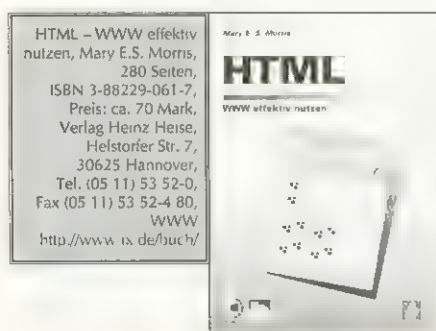 HTML – WWW effektiv
nutzen, Mary E.S. Morris,
280 Seiten,
ISBN 3-88229-061-7,
Preis: ca. 70 Mark,
Verlag Heinz Heise,
Helstorfer Str. 7,
30625 Hannover,
Tel. (05 11) 53 52-0,
Fax (05 11) 53 52-4 80,
WWW
http://www.ix.de/buch/
Mary E. S. Morris
HTML
WWW effektiv nutzen